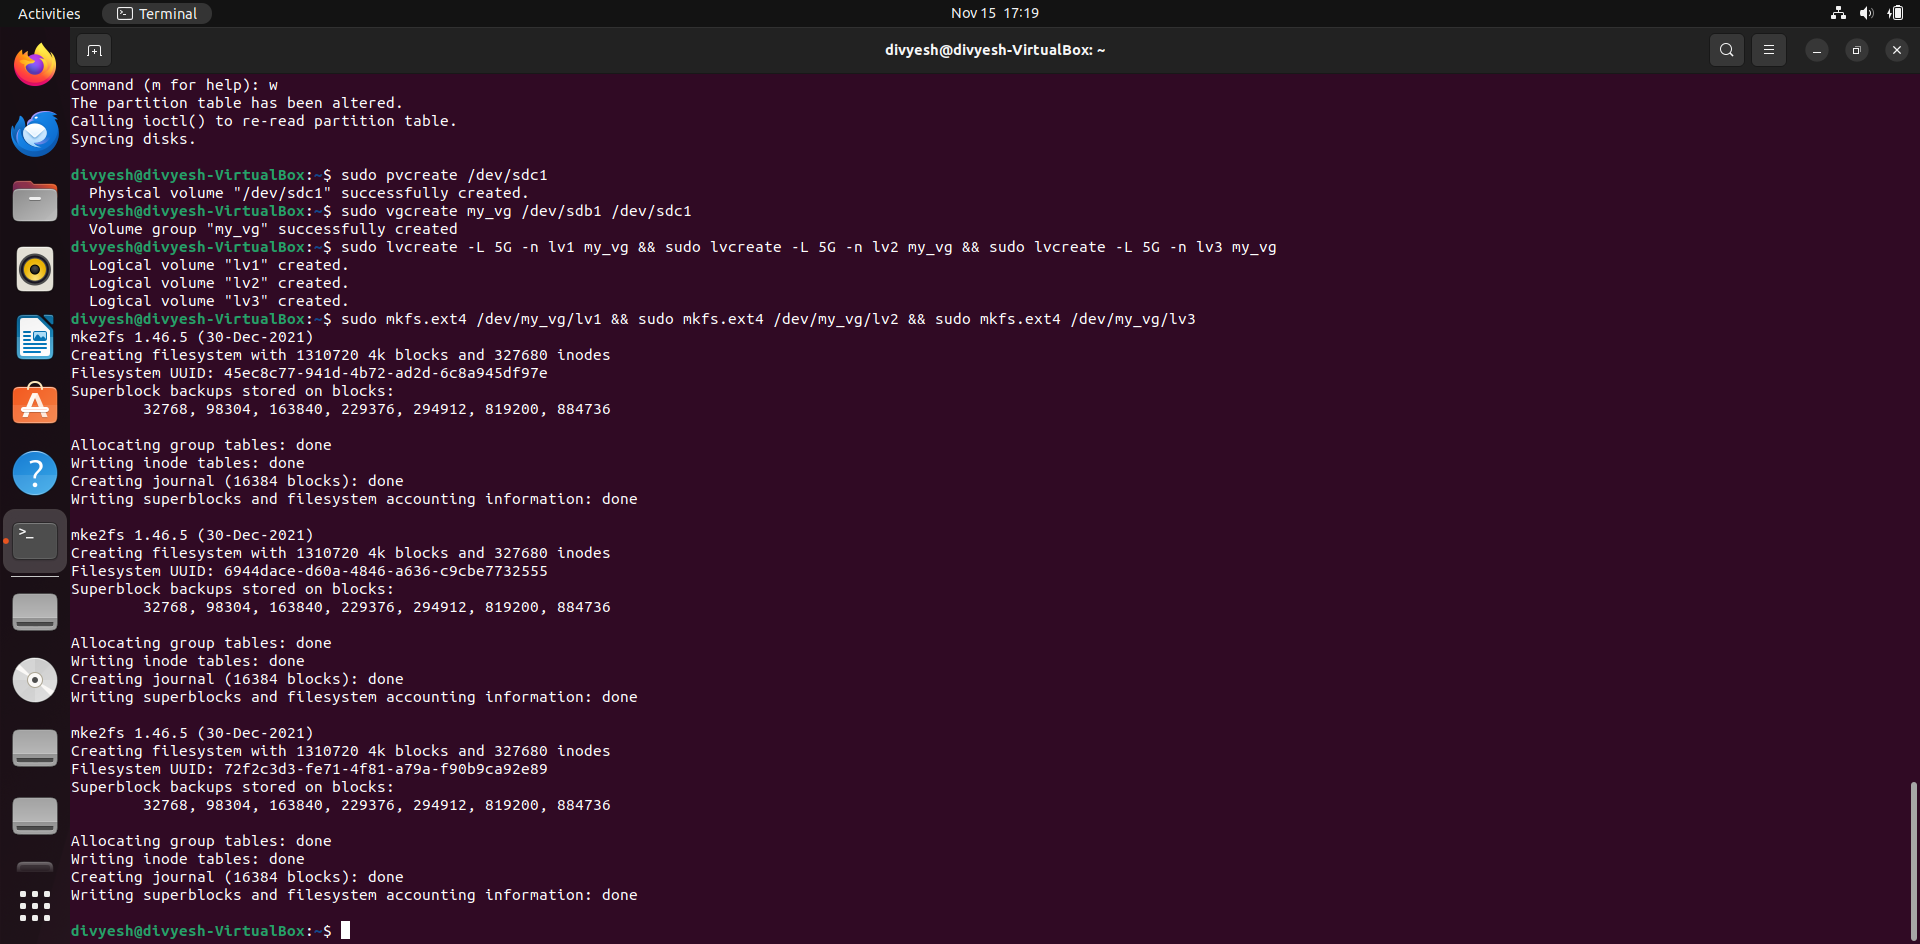 Activities
Terminal
Nov 15 17:19
divyesh@divyesh-VirtualBox: ~
Command (m for help): w
The partition table has been altered.
Calling ioctl() to re-read partition table.
Syncing disks.
divyesh@divyesh-VirtualBox:~$ sudo pvcreate /dev/sdc1
  Physical volume "/dev/sdc1" successfully created.
divyesh@divyesh-VirtualBox:~$ sudo vgcreate my_vg /dev/sdb1 /dev/sdc1
  Volume group "my_vg" successfully created
divyesh@divyesh-VirtualBox:~$ sudo lvcreate -L 5G -n lv1 my_vg && sudo lvcreate -L 5G -n lv2 my_vg && sudo lvcreate -L 5G -n lv3 my_vg
  Logical volume "lv1" created.
  Logical volume "lv2" created.
  Logical volume "lv3" created.
divyesh@divyesh-VirtualBox:~$ sudo mkfs.ext4 /dev/my_vg/lv1 && sudo mkfs.ext4 /dev/my_vg/lv2 && sudo mkfs.ext4 /dev/my_vg/lv3
mke2fs 1.46.5 (30-Dec-2021)
Creating filesystem with 1310720 4k blocks and 327680 inodes
Filesystem UUID: 45ec8c77-941d-4b72-ad2d-6c8a945df97e
Superblock backups stored on blocks:
        32768, 98304, 163840, 229376, 294912, 819200, 884736
Allocating group tables: done
Writing inode tables: done
Creating journal (16384 blocks): done
Writing superblocks and filesystem accounting information: done
mke2fs 1.46.5 (30-Dec-2021)
Creating filesystem with 1310720 4k blocks and 327680 inodes
Filesystem UUID: 6944dace-d60a-4846-a636-c9cbe7732555
Superblock backups stored on blocks:
        32768, 98304, 163840, 229376, 294912, 819200, 884736
Allocating group tables: done
Writing inode tables: done
Creating journal (16384 blocks): done
Writing superblocks and filesystem accounting information: done
mke2fs 1.46.5 (30-Dec-2021)
Creating filesystem with 1310720 4k blocks and 327680 inodes
Filesystem UUID: 72f2c3d3-fe71-4f81-a79a-f90b9ca92e89
Superblock backups stored on blocks:
        32768, 98304, 163840, 229376, 294912, 819200, 884736
Allocating group tables: done
Writing inode tables: done
Creating journal (16384 blocks): done
Writing superblocks and filesystem accounting information: done
divyesh@divyesh-VirtualBox:~$